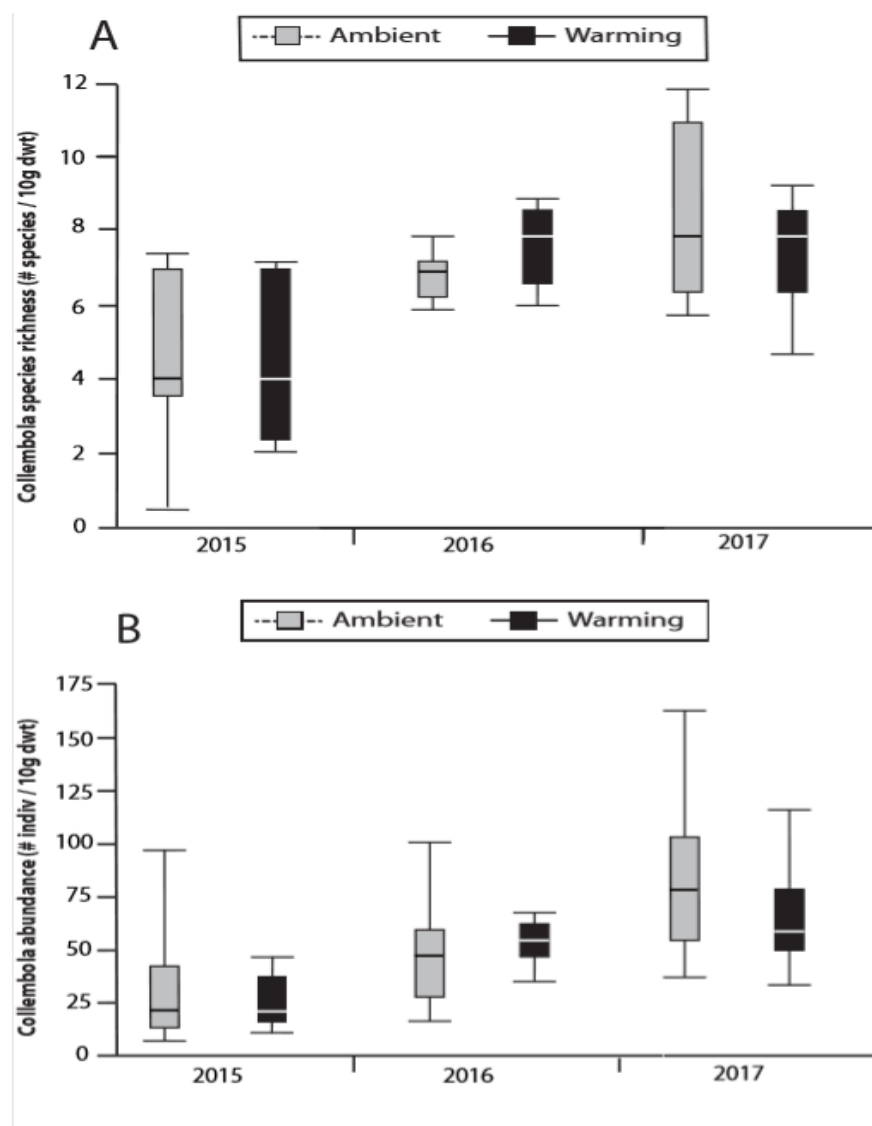 A
Ambient Warming
Collembola species richness (# species / 10g dwt)
12
10
8
6
4
2
0
2015 2016 2017
B
Ambient Warming
Collembola abundance (# indiv / 10g dwt)
175
150
125
100
75
50
25
0
2015 2016 2017